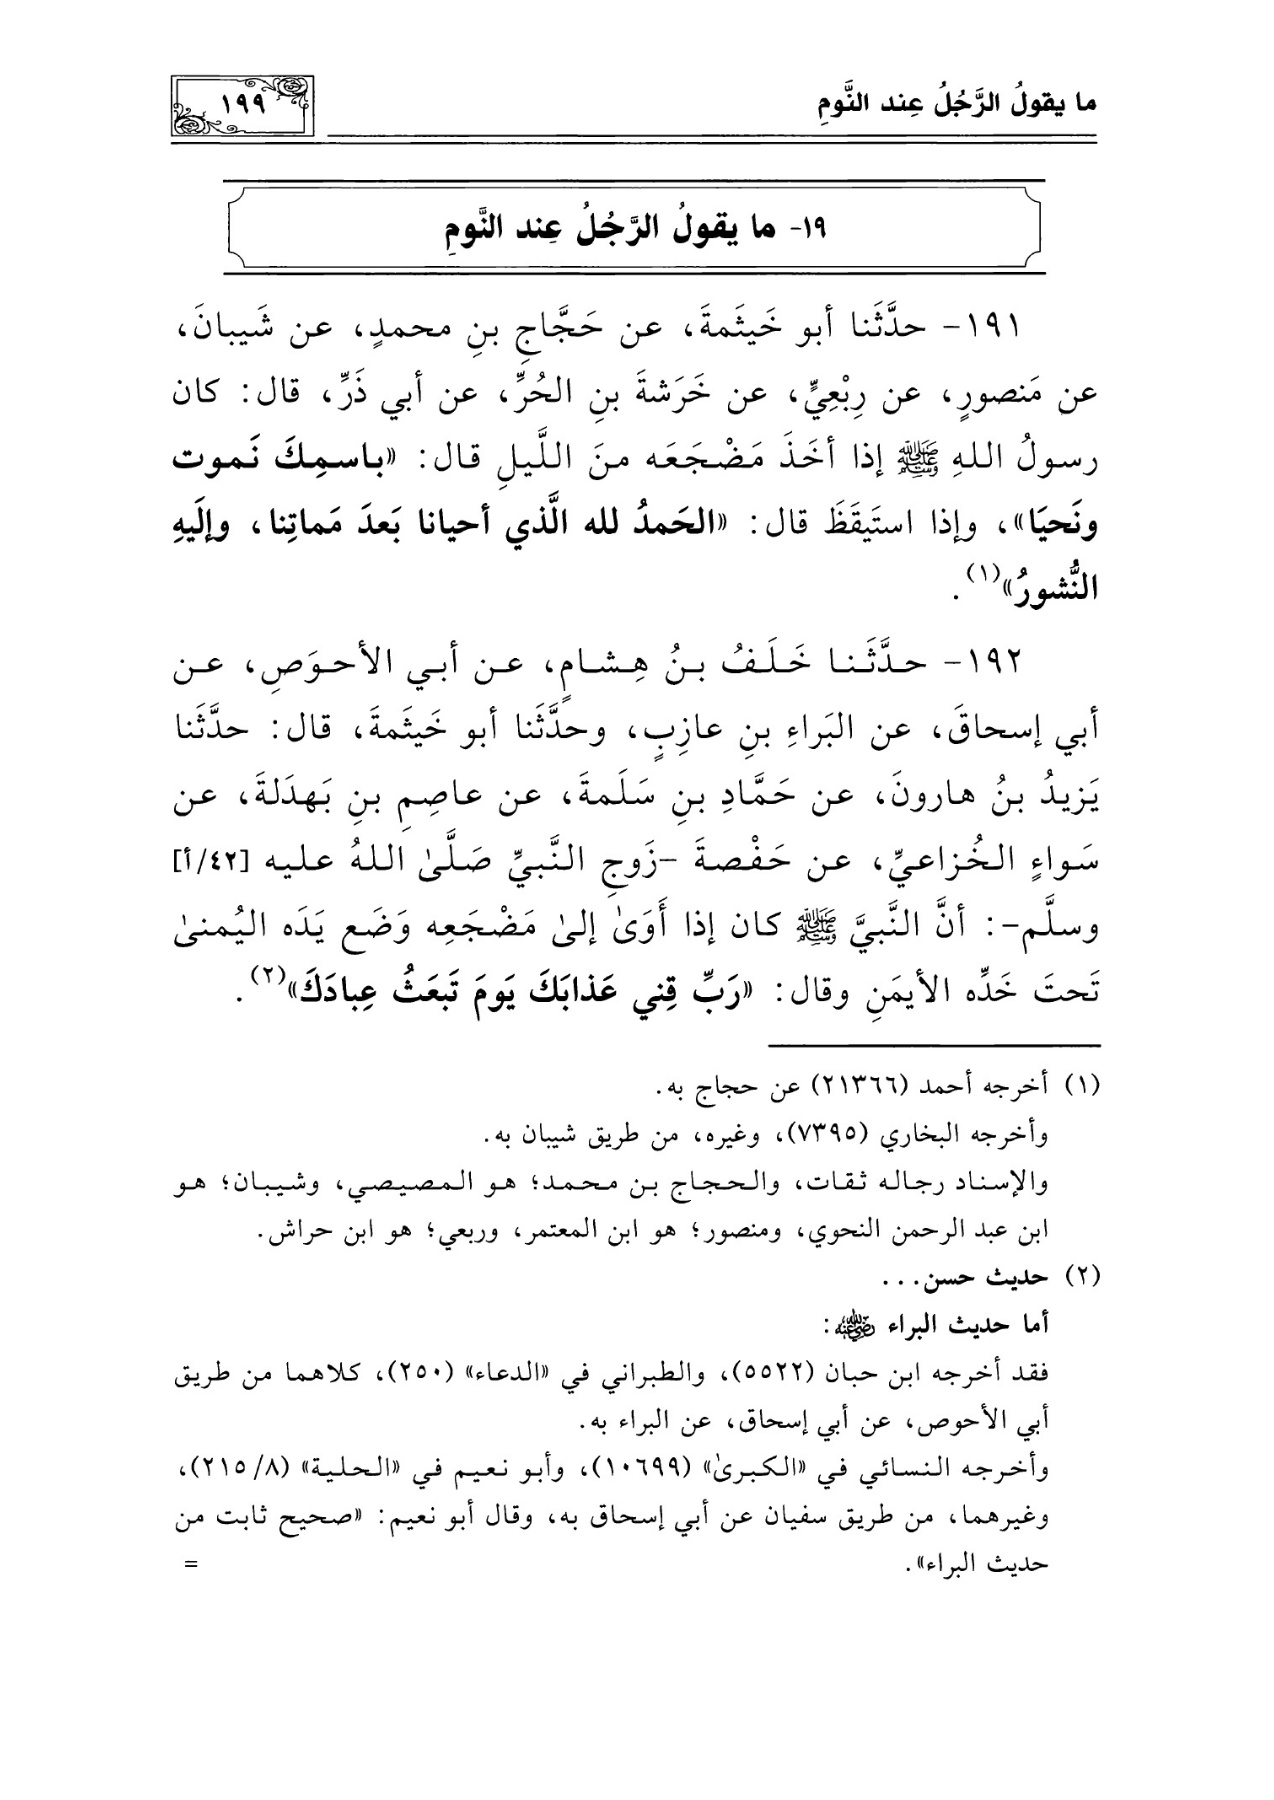 ما يقولُ الرَّجُلُ عِند النَّومِ
١٩٩
١٩- ما يقولُ الرَّجُلُ عِند النَّومِ
١٩١- حدَّثَنا أبو خَيثَمةَ، عن حَجَّاجِ بنِ محمدٍ، عن شَيبانَ،
عن مَنصورٍ، عن رِبْعِيٍّ، عن خَرَشةَ بنِ الحُرِّ، عن أبي ذَرٍّ، قال: كان
رسولُ اللهِ ﷺ إذا أخَذَ مَضْجَعَه منَ اللَّيلِ قال: «باسمِكَ نَموت
ونَحيَا»، وإذا استَيقَظَ قال: «الحَمدُ لله الَّذي أحيانا بَعدَ مَماتِنا، وإلَيهِ
النُّشورُ»(١).
١٩٢- حدَّثَنا خَلَفُ بنُ هِشامٍ، عن أبي الأحوَصِ، عن
أبي إسحاقَ، عن البَراءِ بنِ عازِبٍ، وحدَّثَنا أبو خَيثَمةَ، قال: حدَّثَنا
يَزيدُ بنُ هارونَ، عن حَمَّادِ بنِ سَلَمةَ، عن عاصِمِ بنِ بَهدَلةَ، عن
سَواءٍ الخُزاعيِّ، عن حَفْصةَ -زَوجِ النَّبيِّ صَلَّىٰ اللهُ عليه [٤٢/أ]
وسلَّم-: أنَّ النَّبيَّ ﷺ كان إذا أَوَىٰ إلىٰ مَضْجَعِه وَضَع يَدَه اليُمنىٰ
تَحتَ خَدِّه الأيمَنِ وقال: «رَبِّ قِني عَذابَكَ يَومَ تَبعَثُ عِبادَكَ»(٢).
(١) أخرجه أحمد (٢١٣٦٦) عن حجاج به.
وأخرجه البخاري (٧٣٩٥)، وغيره، من طريق شيبان به.
والإسناد رجاله ثقات، والحجاج بن محمد؛ هو المصيصي، وشيبان؛ هو
ابن عبد الرحمن النحوي، ومنصور؛ هو ابن المعتمر، وربعي؛ هو ابن حراش.
(٢) حديث حسن...
أما حديث البراء ﵁:
فقد أخرجه ابن حبان (٥٥٢٢)، والطبراني في «الدعاء» (٢٥٠)، كلاهما من طريق
أبي الأحوص، عن أبي إسحاق، عن البراء به.
وأخرجه النسائي في «الكبرىٰ» (١٠٦٩٩)، وأبو نعيم في «الحلية» (٨/ ٢١٥)،
وغيرهما، من طريق سفيان عن أبي إسحاق به، وقال أبو نعيم: «صحيح ثابت من
حديث البراء». =